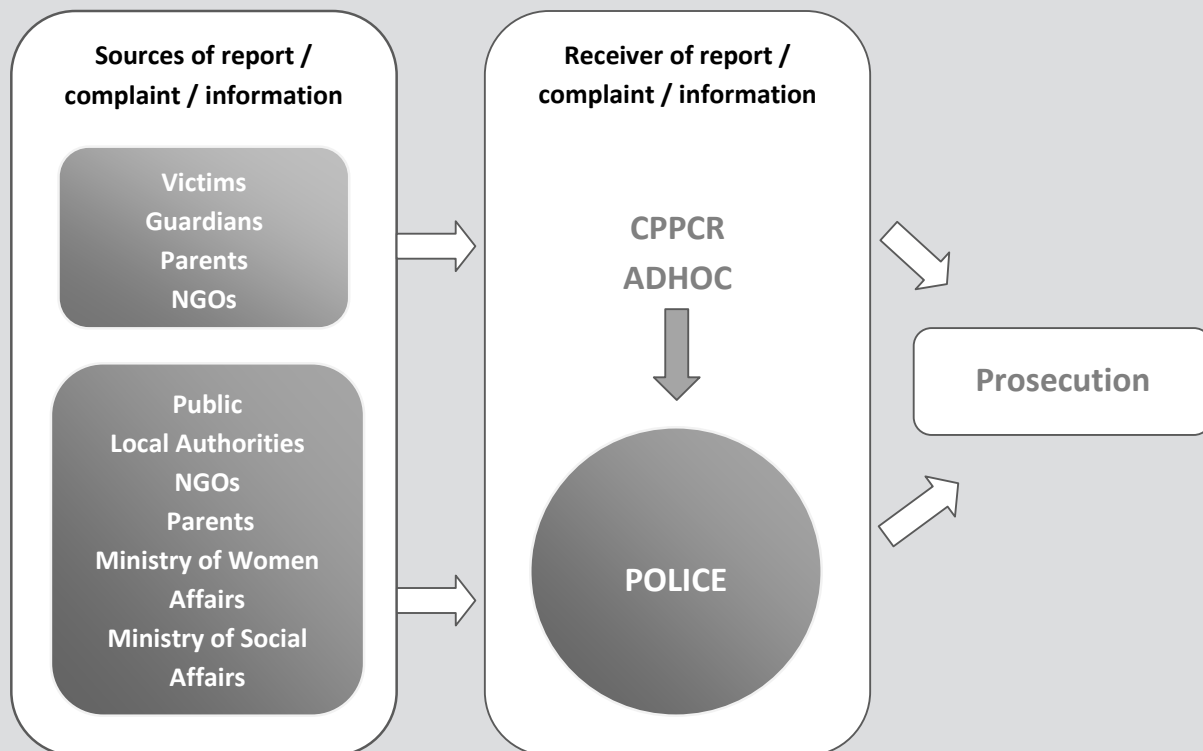 Sources of report /
complaint / information
Victims
Guardians
Parents
NGOs
Public
Local Authorities
NGOs
Parents
Ministry of Women
Affairs
Ministry of Social
Affairs
Receiver of report /
complaint / information
CPPCR
ADHOC
POLICE
Prosecution